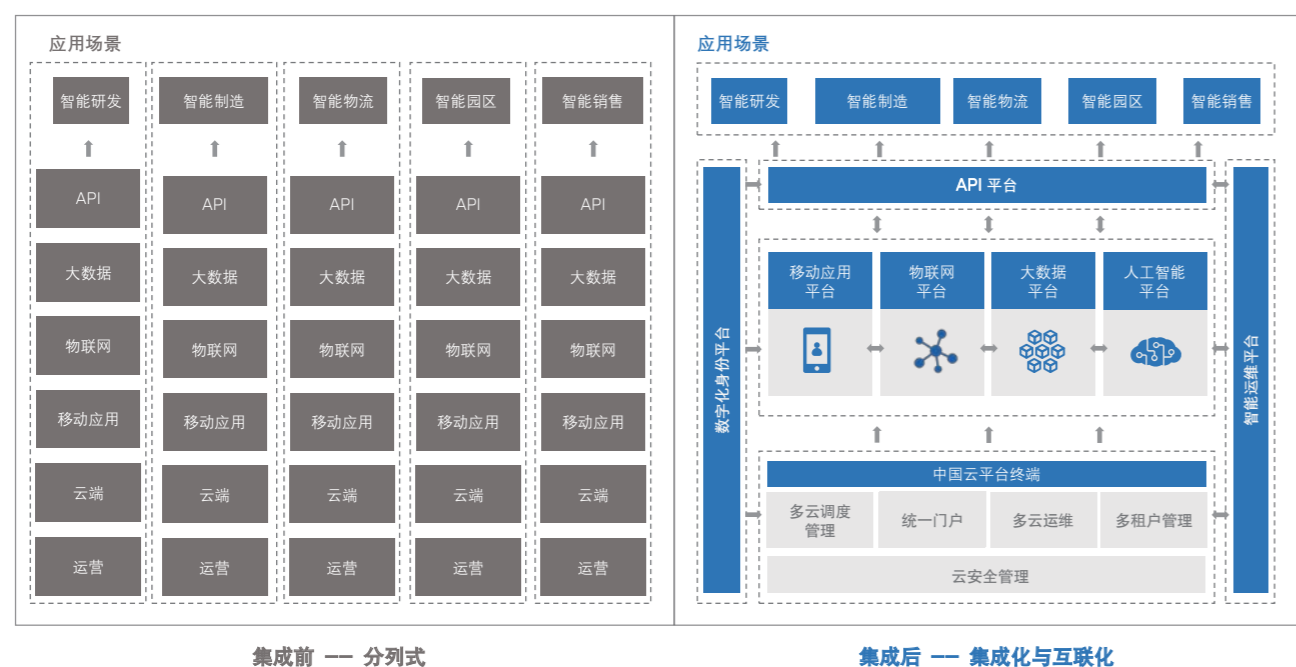 应用场景
智能研发
智能制造
智能物流
智能园区
智能销售
API
API
API
API
API
大数据
大数据
大数据
大数据
大数据
物联网
物联网
物联网
物联网
物联网
移动应用
移动应用
移动应用
移动应用
移动应用
云端
云端
云端
云端
云端
运营
运营
运营
运营
运营
集成前 —— 分列式
应用场景
智能研发
智能制造
智能物流
智能园区
智能销售
数字化身份平台
API 平台
移动应用
平台
物联网
平台
大数据
平台
人工智能
平台
中国云平台终端
多云调度
管理
统一门户
多云运维
多租户管理
云安全管理
智能运维平台
集成后 —— 集成化与互联化